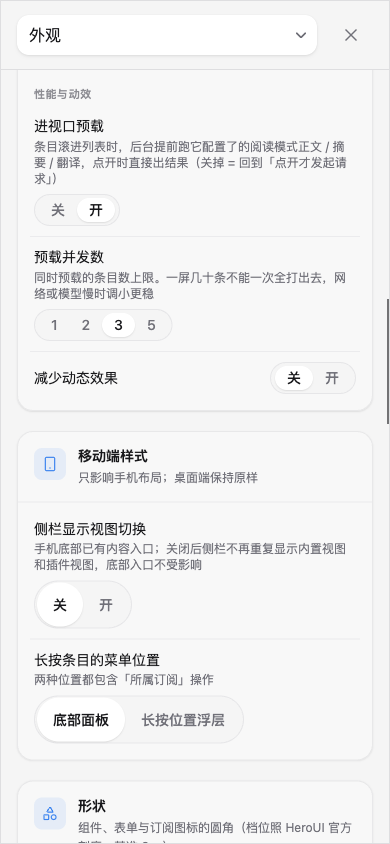 外观
性能与动效
进视口预载
条目滚进列表时，后台提前跑它配置了的阅读模式正文 / 摘
要 / 翻译，点开时直接出结果（关掉 = 回到「点开才发起请
求」）
关 开
预载并发数
同时预载的条目数上限。一屏几十条不能一次全打出去，网
络或模型慢时调小更稳
1 2 3 5
减少动态效果
关 开
移动端样式
只影响手机布局；桌面端保持原样
侧栏显示视图切换
手机底部已有内容入口；关闭后侧栏不再重复显示内置视图
和插件视图，底部入口不受影响
关 开
长按条目的菜单位置
两种位置都包含「所属订阅」操作
底部面板 长按位置浮层
形状
组件、表单与订阅图标的圆角（档位照 HeroUI 官方